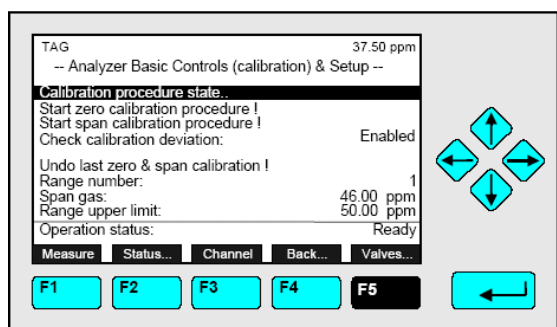 TAG 37.50 ppm
-- Analyzer Basic Controls (calibration) & Setup --
Calibration procedure state..
Start zero calibration procedure !
Start span calibration procedure !
Check calibration deviation: Enabled
Undo last zero & span calibration !
Range number: 1
Span gas: 46.00 ppm
Range upper limit: 50.00 ppm
Operation status: Ready
Measure Status... Channel Back... Valves...
F1 F2 F3 F4 F5